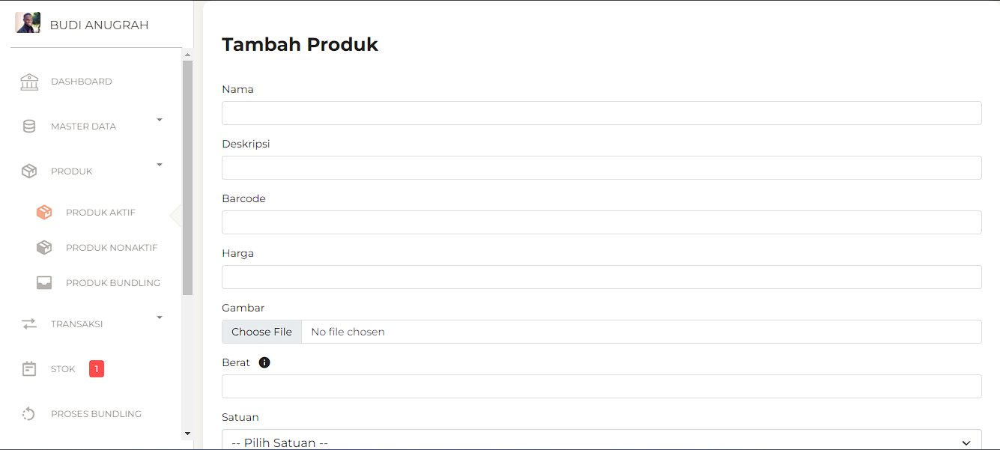 BUDI ANUGRAH
DASHBOARD
MASTER DATA
PRODUK
PRODUK AKTIF
PRODUK NONAKTIF
PRODUK BUNDLING
TRANSAKSI
STOK 1
PROSES BUNDLING
Tambah Produk
Nama
Deskripsi
Barcode
Harga
Gambar
Choose File No file chosen
Berat
Satuan
-- Pilih Satuan --